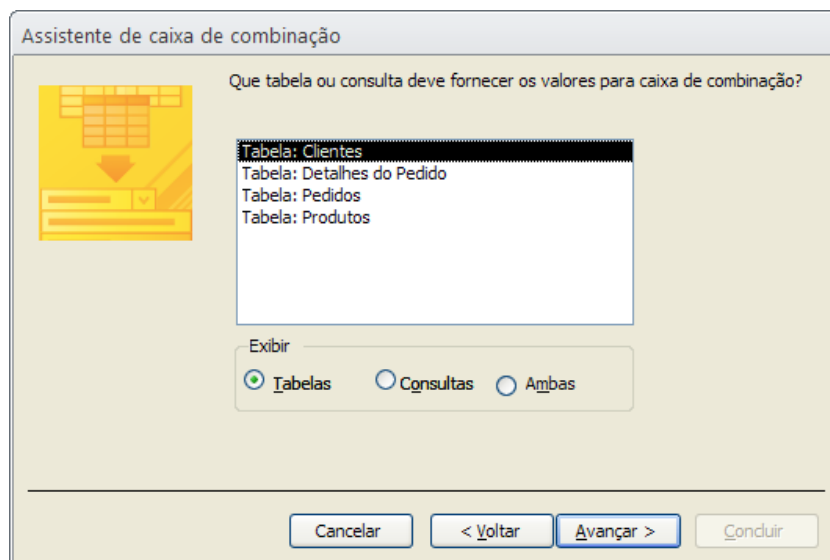 Assistente de caixa de combinação
Que tabela ou consulta deve fornecer os valores para caixa de combinação?
Tabela: Clientes
Tabela: Detalhes do Pedido
Tabela: Pedidos
Tabela: Produtos
Exibir
Tabelas Consultas Ambas
Cancelar < Voltar Avançar > Concluir